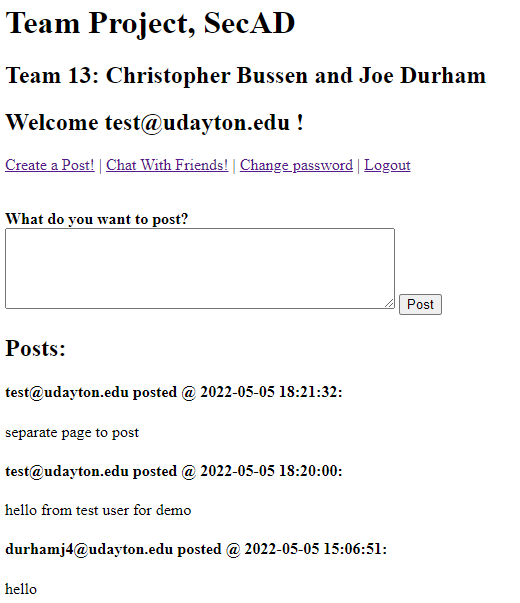 Team Project, SecAD
Team 13: Christopher Bussen and Joe Durham
Welcome test@udayton.edu !
Create a Post! | Chat With Friends! | Change password | Logout
What do you want to post?
Post
Posts:
test@udayton.edu posted @ 2022-05-05 18:21:32:
separate page to post
test@udayton.edu posted @ 2022-05-05 18:20:00:
hello from test user for demo
durhamj4@udayton.edu posted @ 2022-05-05 15:06:51:
hello